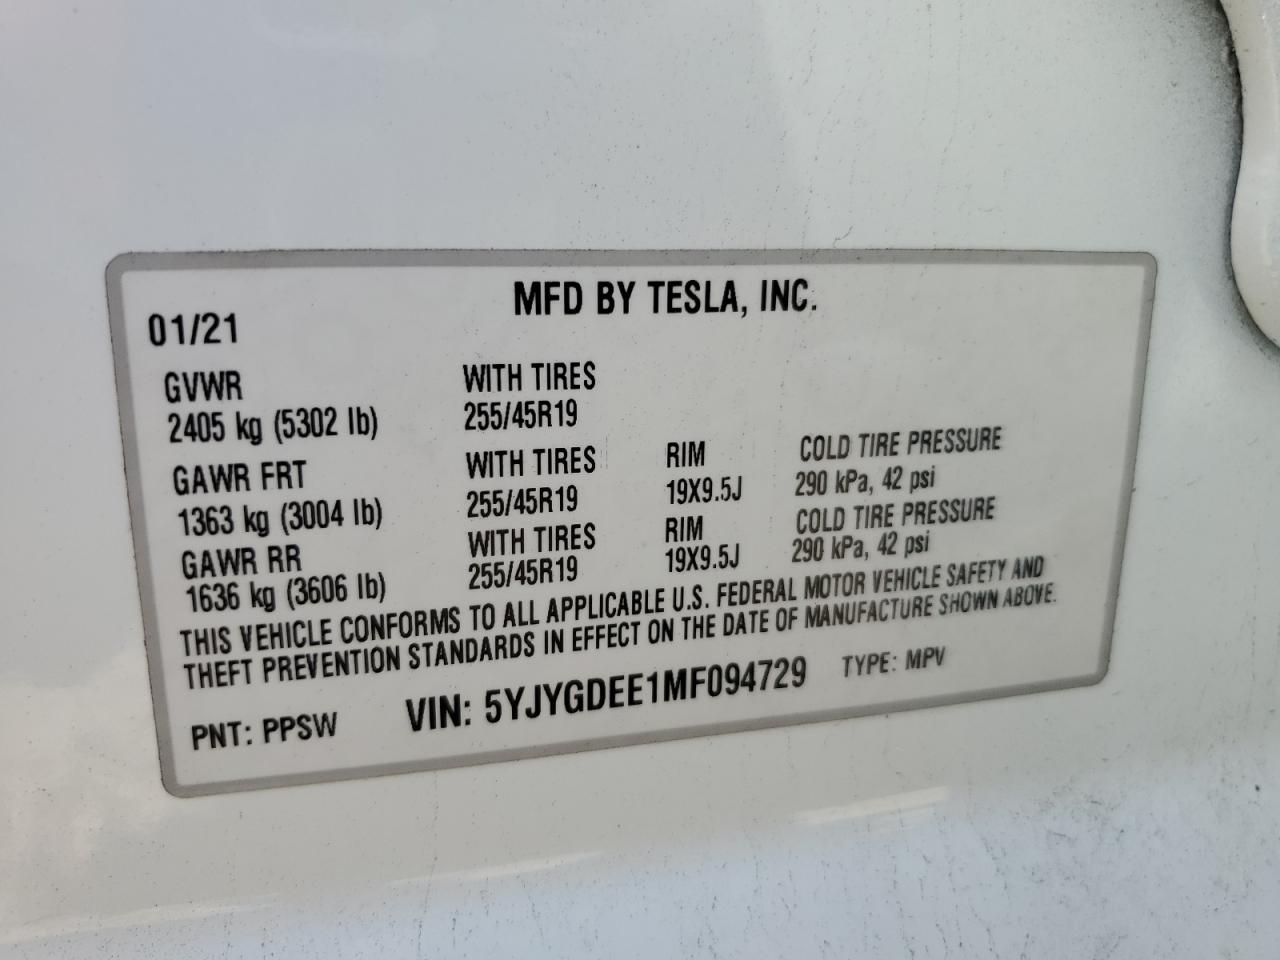 MFD BY TESLA, INC.
01/21
GVWR WITH TIRES
2405 kg (5302 lb) 255/45R19
GAWR FRT WITH TIRES RIM COLD TIRE PRESSURE
1363 kg (3004 lb) 255/45R19 19X9.5J 290 kPa, 42 psi
GAWR RR WITH TIRES RIM COLD TIRE PRESSURE
1636 kg (3606 lb) 255/45R19 19X9.5J 290 kPa, 42 psi
THIS VEHICLE CONFORMS TO ALL APPLICABLE U.S. FEDERAL MOTOR VEHICLE SAFETY AND
THEFT PREVENTION STANDARDS IN EFFECT ON THE DATE OF MANUFACTURE SHOWN ABOVE.
PNT: PPSW VIN: 5YJYGDEE1MF094729 TYPE: MPV